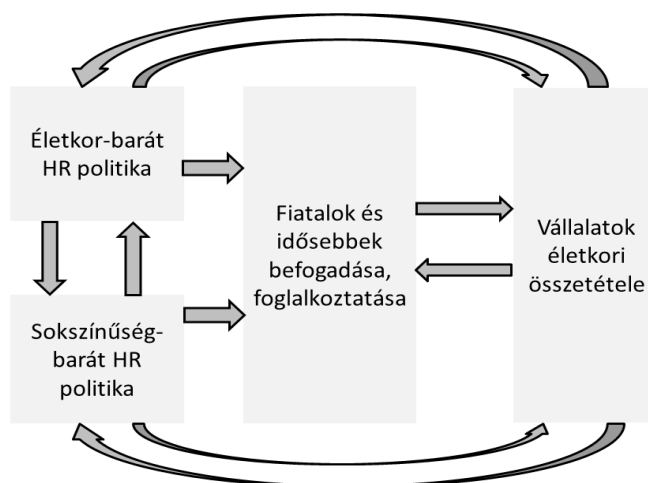 Életkor-barát
HR politika
Sokszínűség-
barát HR
politika
Fiatalok és
idősebbek
befogadása,
foglalkoztatása
Vállalatok
életkori
összetétele